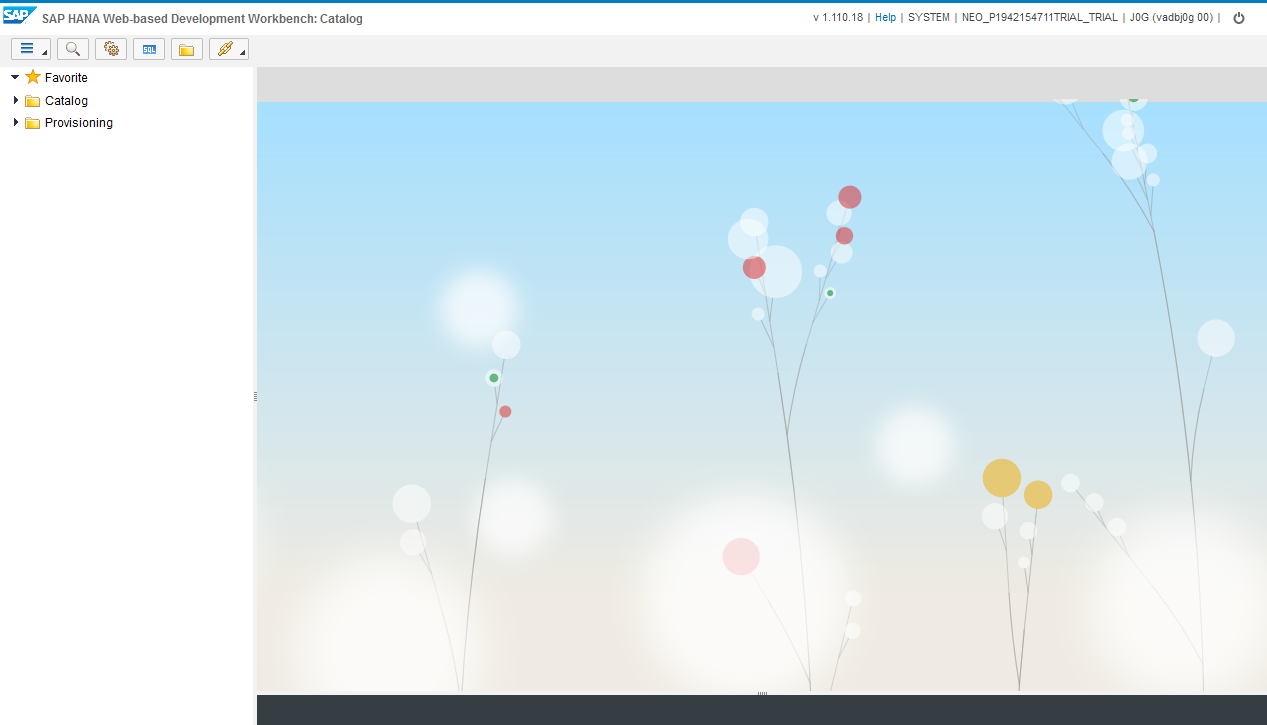 SAP SAP HANA Web-based Development Workbench: Catalog
v 1.110.18 | Help | SYSTEM | NEO_P1942154711TRIAL_TRIAL | J0G (vadbj0g 00) |
SQL
Favorite
Catalog
Provisioning